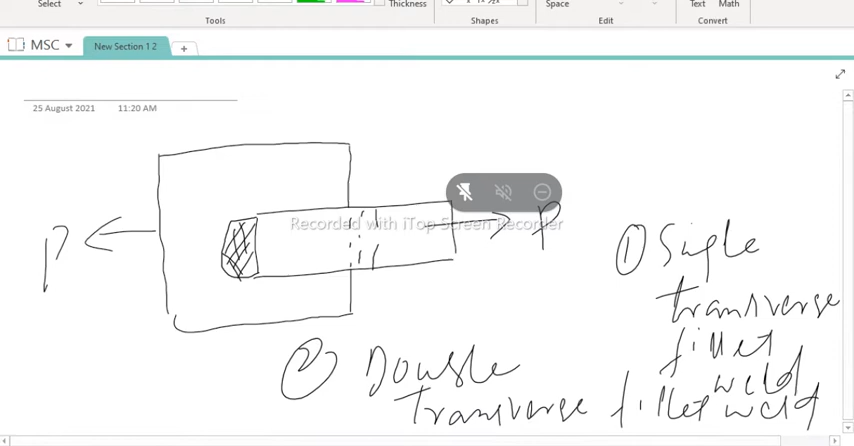 Select
Thickness
Space
Text
Math
Tools
Shapes
Edit
Convert
MSC
New Section 1 2
+
25 August 2021 11:20 AM
Recorded with iTop Screen Recorder
P
P
① Single
transverse
fillet
weld
② Double
transverse fillet weld